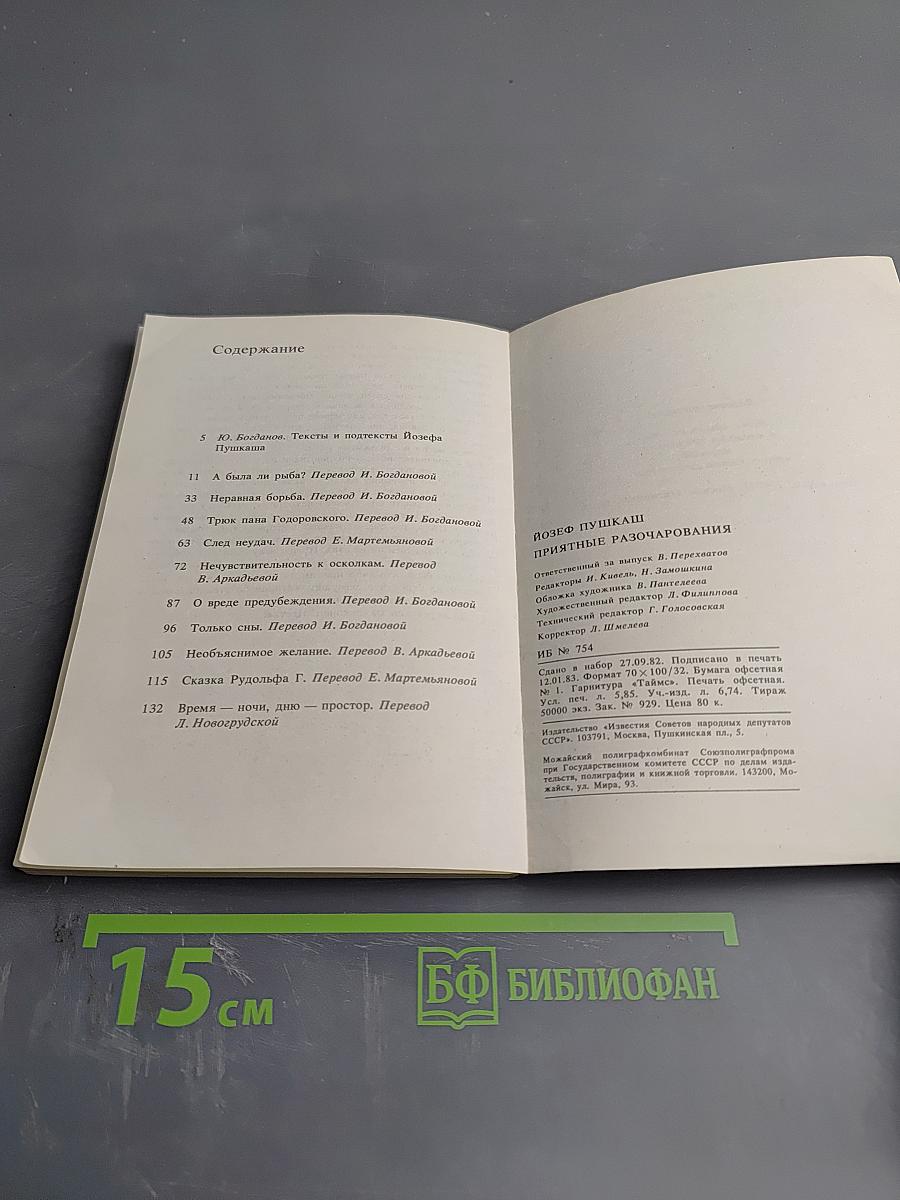 Содержание
5 Ю. Богданов. Тексты и подтексты Йозефа
Пушкаша
11 А была ли рыба? Перевод И. Богдановой
33 Неравная борьба. Перевод И. Богдановой
48 Трюк пана Годоровского. Перевод И. Богдановой
63 След неудач. Перевод Е. Мартемьяновой
72 Нечувствительность к осколкам. Перевод
В. Аркадьевой
87 О вреде предубеждения. Перевод И. Богдановой
96 Только сны. Перевод И. Богдановой
105 Необъяснимое желание. Перевод В. Аркадьевой
115 Сказка Рудольфа Г. Перевод Е. Мартемьяновой
132 Время — ночи, дню — простор. Перевод
Л. Новогрудской
ЙОЗЕФ ПУШКАШ
ПРИЯТНЫЕ РАЗОЧАРОВАНИЯ
Ответственный за выпуск В. Перехватов
Редакторы И. Кивель, Н. Замошкина
Обложка художника В. Пантелеева
Художественный редактор Л. Филиппова
Технический редактор Г. Голосовская
Корректор Л. Шмелева
ИБ № 754
Сдано в набор 27.09.82. Подписано в печать
12.01.83. Формат 70×100/32. Бумага офсетная
№ 1. Гарнитура «Таймс». Печать офсетная.
Усл. печ. л. 5,85. Уч.-изд. л. 6,74. Тираж
50000 экз. Зак. № 929. Цена 80 к.
Издательство «Известия Советов народных депутатов
СССР». 103791, Москва, Пушкинская пл., 5.
Можайский полиграфкомбинат Союзполиграфпрома
при Государственном комитете СССР по делам изда-
тельств, полиграфии и книжной торговли. 143200, Мо-
жайск, ул. Мира, 93.
15 см
БФ БИБЛИОФАН